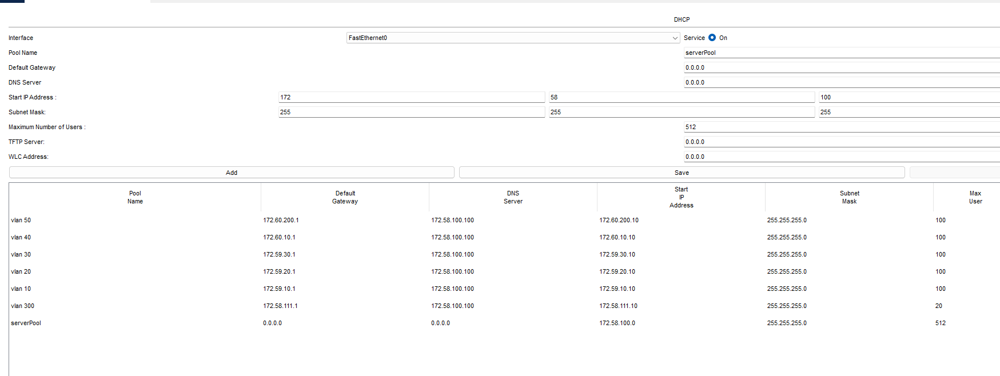 DHCP
Interface FastEthernet0 Service On
Pool Name serverPool
Default Gateway 0.0.0.0
DNS Server 0.0.0.0
Start IP Address : 172 58 100
Subnet Mask: 255 255 255
Maximum Number of Users : 512
TFTP Server: 0.0.0.0
WLC Address: 0.0.0.0
Add Save
Pool Name Default Gateway DNS Server Start IP Address Subnet Mask Max User
vlan 50 172.60.200.1 172.58.100.100 172.60.200.10 255.255.255.0 100
vlan 40 172.60.10.1 172.58.100.100 172.60.10.10 255.255.255.0 100
vlan 30 172.59.30.1 172.58.100.100 172.59.30.10 255.255.255.0 100
vlan 20 172.59.20.1 172.58.100.100 172.59.20.10 255.255.255.0 100
vlan 10 172.59.10.1 172.58.100.100 172.59.10.10 255.255.255.0 100
vlan 300 172.58.111.1 172.58.100.100 172.58.111.10 255.255.255.0 20
serverPool 0.0.0.0 0.0.0.0 172.58.100.0 255.255.255.0 512